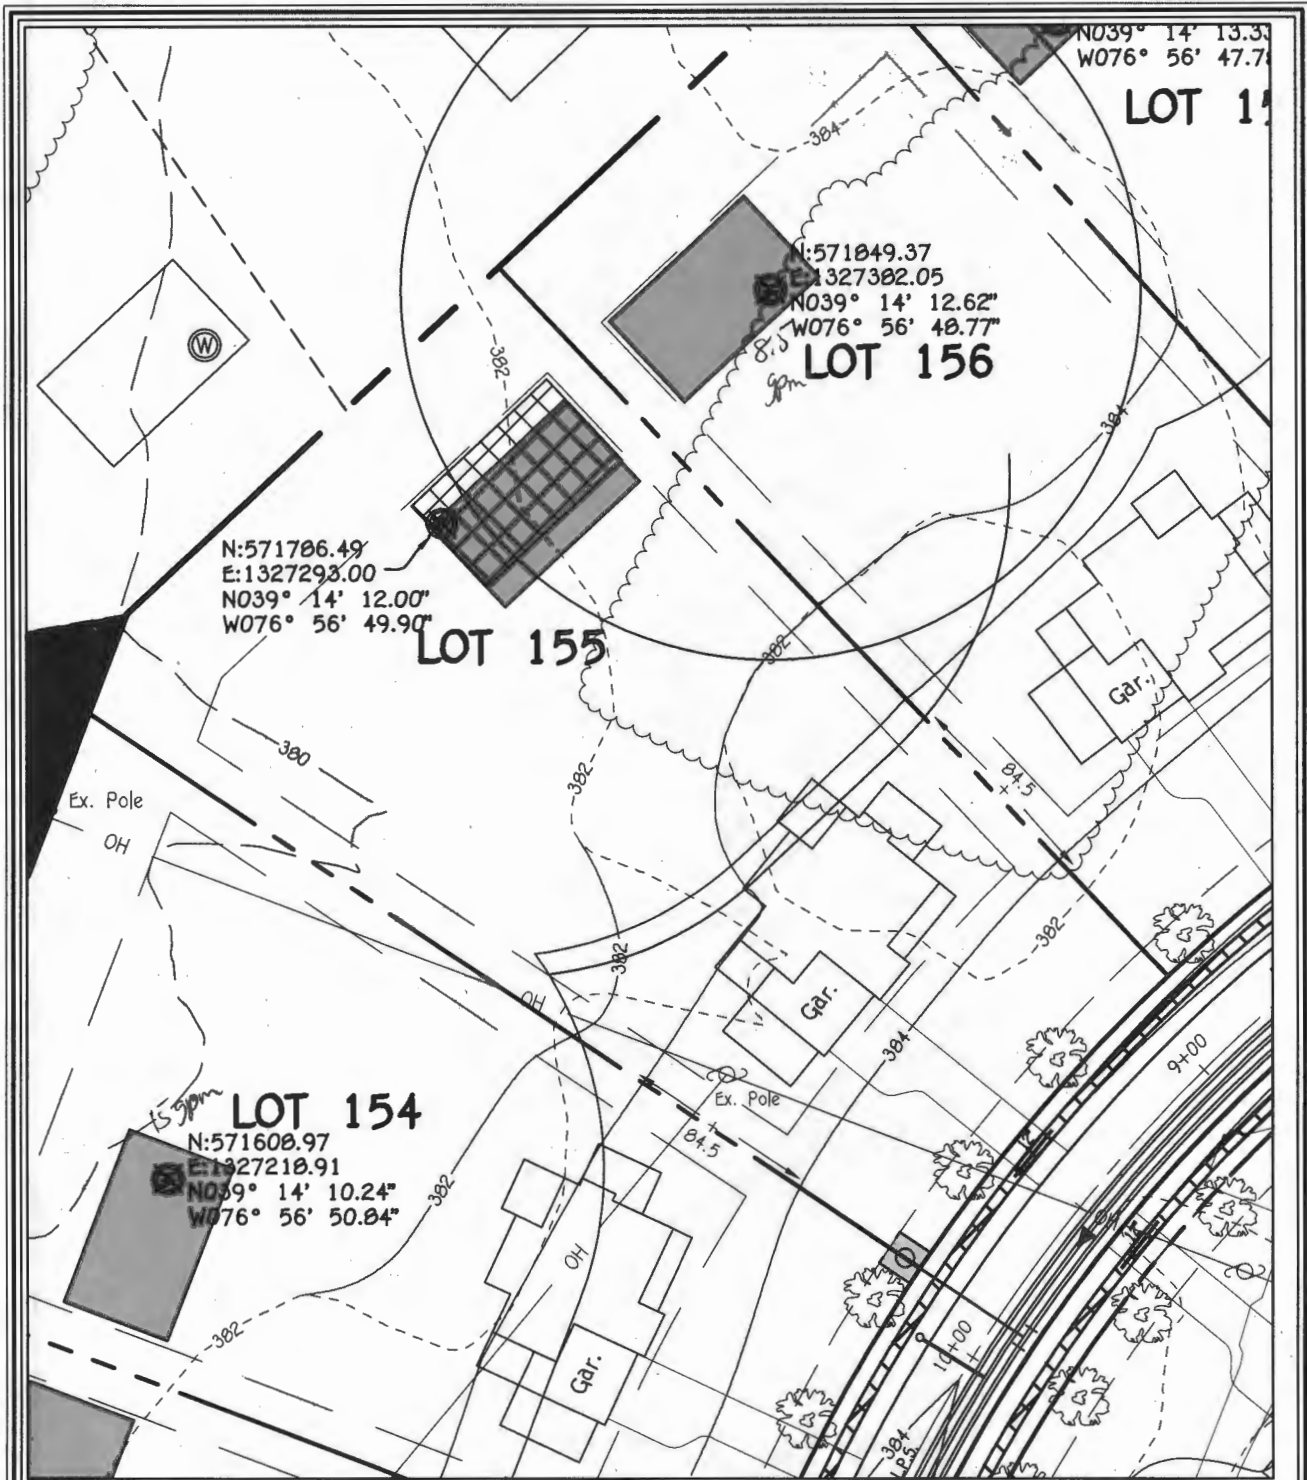 N039° 14' 13.33
W076° 56' 47.7
LOT 15
384
N:571849.37
E:1327382.05
N039° 14' 12.62"
W076° 56' 48.77"
8.5
gpm
LOT 156
W
382
384
N:571786.49
E:1327293.00
N039° 14' 12.00"
W076° 56' 49.90"
LOT 155
382
Gar.
380
382
84.5
Ex. Pole
OH
382
382
OH
Gar.
384
9+00
Ex. Pole
84.5
15 gpm
LOT 154
N:571608.97
E:1327218.91
N039° 14' 10.24"
W076° 56' 50.84"
382
OH
OH
382
Gar.
10+00
384
L.P.S.